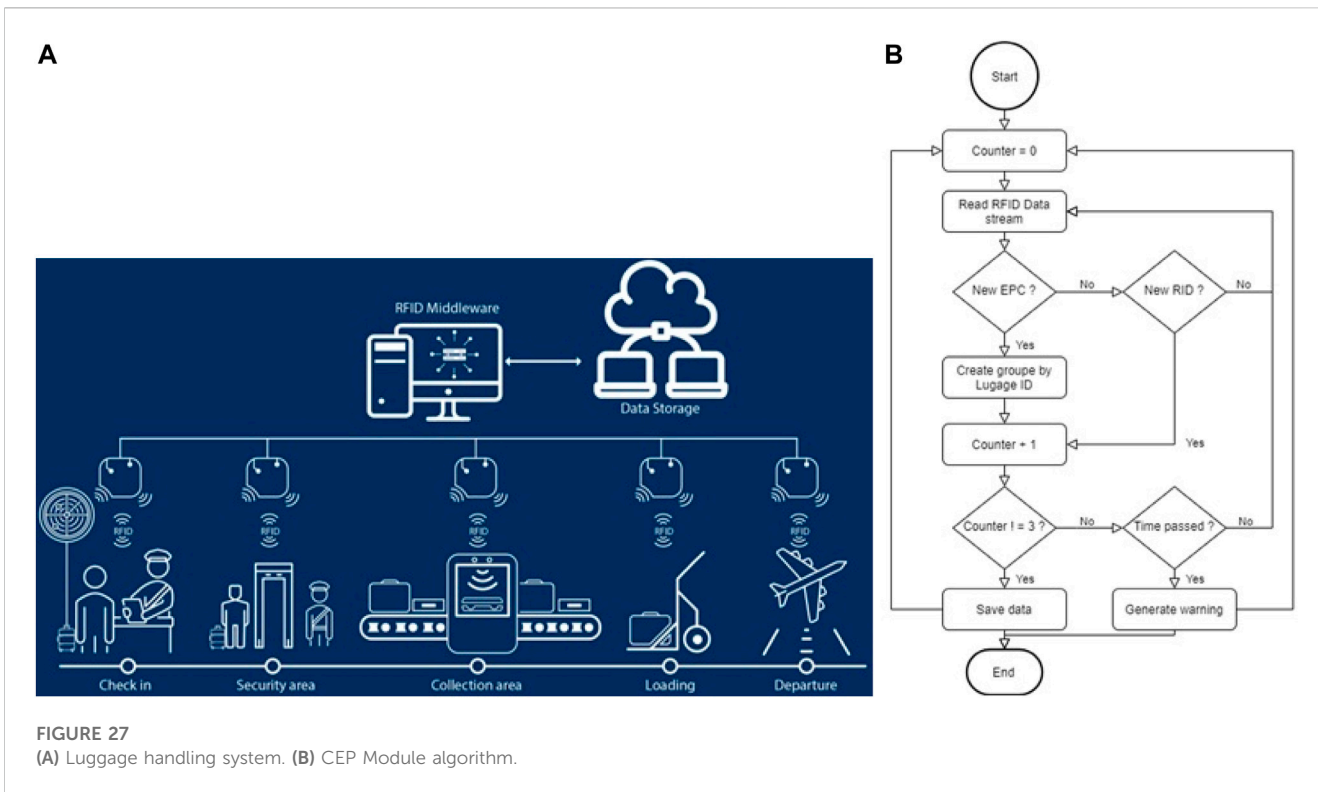 A
RFID Middleware
Data Storage
RFID
RFID
RFID
RFID
RFID
Check in
Security area
Collection area
Loading
Departure
B
Start
Counter = 0
Read RFID Data
stream
New EPC ?
No
New RID ?
No
Yes
Create groupe by
Lugage ID
Counter + 1
Yes
Counter ! = 3 ?
No
Time passed ?
No
Yes
Yes
Save data
Generate warning
End
FIGURE 27
(A) Luggage handling system. (B) CEP Module algorithm.